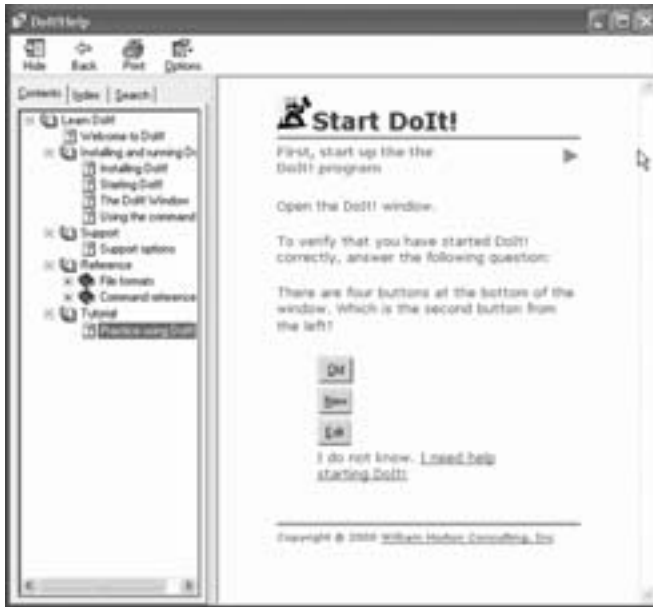 DoIt!Help
Hide Back Print Options
Contents Index Search
Learn DoIt!
Welcome to DoIt!
Installing and running Do
Installing DoIt!
Starting DoIt!
The DoIt! Window
Using the command
Support
Support options
Reference
File formats
Command reference
Tutorial
Practice using DoIt!
Start DoIt!
First, start up the the
DoIt! program
Open the DoIt! window.
To verify that you have started DoIt!
correctly, answer the following question:
There are four buttons at the bottom of the
window. Which is the second button from
the left?
New
I do not know. I need help
starting DoIt!
Copyright © William Horton Consulting, Inc